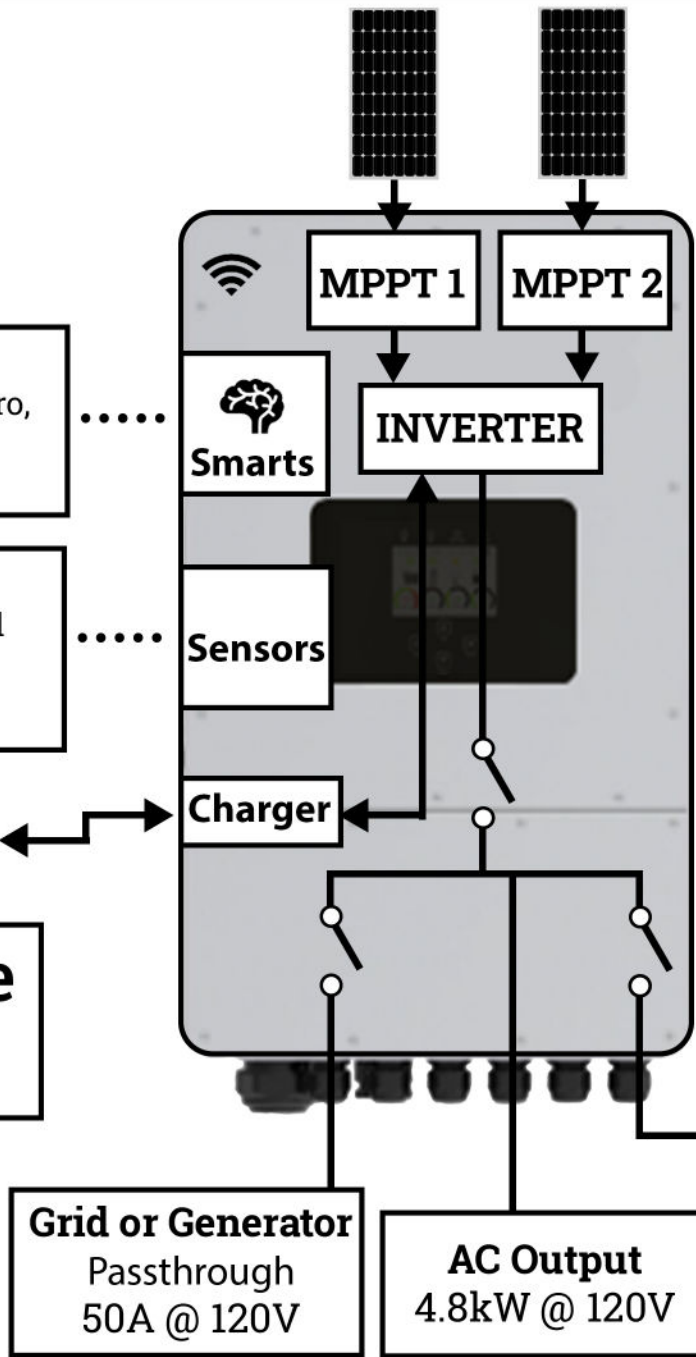 MPPT 1
MPPT 2
ro,
Smarts
INVERTER
Sensors
Charger
e
Grid or Generator
Passthrough
50A @ 120V
AC Output
4.8kW @ 120V